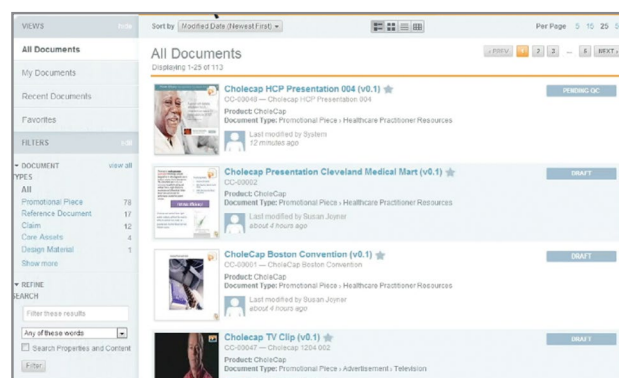 VIEWS
hide
All Documents
My Documents
Recent Documents
Favorites
FILTERS
edit
DOCUMENT TYPES
view all
All
Promotional Piece 78
Reference Document 17
Claim 12
Core Assets 4
Design Material 1
Show more
REFINE SEARCH
Filter these results
Any of these words
Search Properties and Content
Filter
Sort by Modified Date (Newest First)
Per Page 5 15 25
All Documents
Displaying 1-25 of 113
‹ PREV 1 2 3 ... 5 NEXT ›
Cholecap HCP Presentation 004 (v0.1)
CC-00048 — Cholecap HCP Presentation 004
Product: CholeCap
Document Type: Promotional Piece › Healthcare Practitioner Resources
Last modified by System
12 minutes ago
PENDING QC
Cholecap Presentation Cleveland Medical Mart (v0.1)
CC-00002
Product: CholeCap
Document Type: Promotional Piece › Healthcare Practitioner Resources
Last modified by Susan Joyner
about 4 hours ago
DRAFT
CholeCap Boston Convention (v0.1)
CC-00001 — CholeCap Boston Convention
Product: CholeCap
Document Type: Promotional Piece › Healthcare Practitioner Resources
Last modified by Susan Joyner
about 4 hours ago
DRAFT
Cholecap TV Clip (v0.1)
CC-00047 — Cholecap 1204 002
Product: CholeCap
Document Type: Promotional Piece › Advertisement › Television
DRAFT